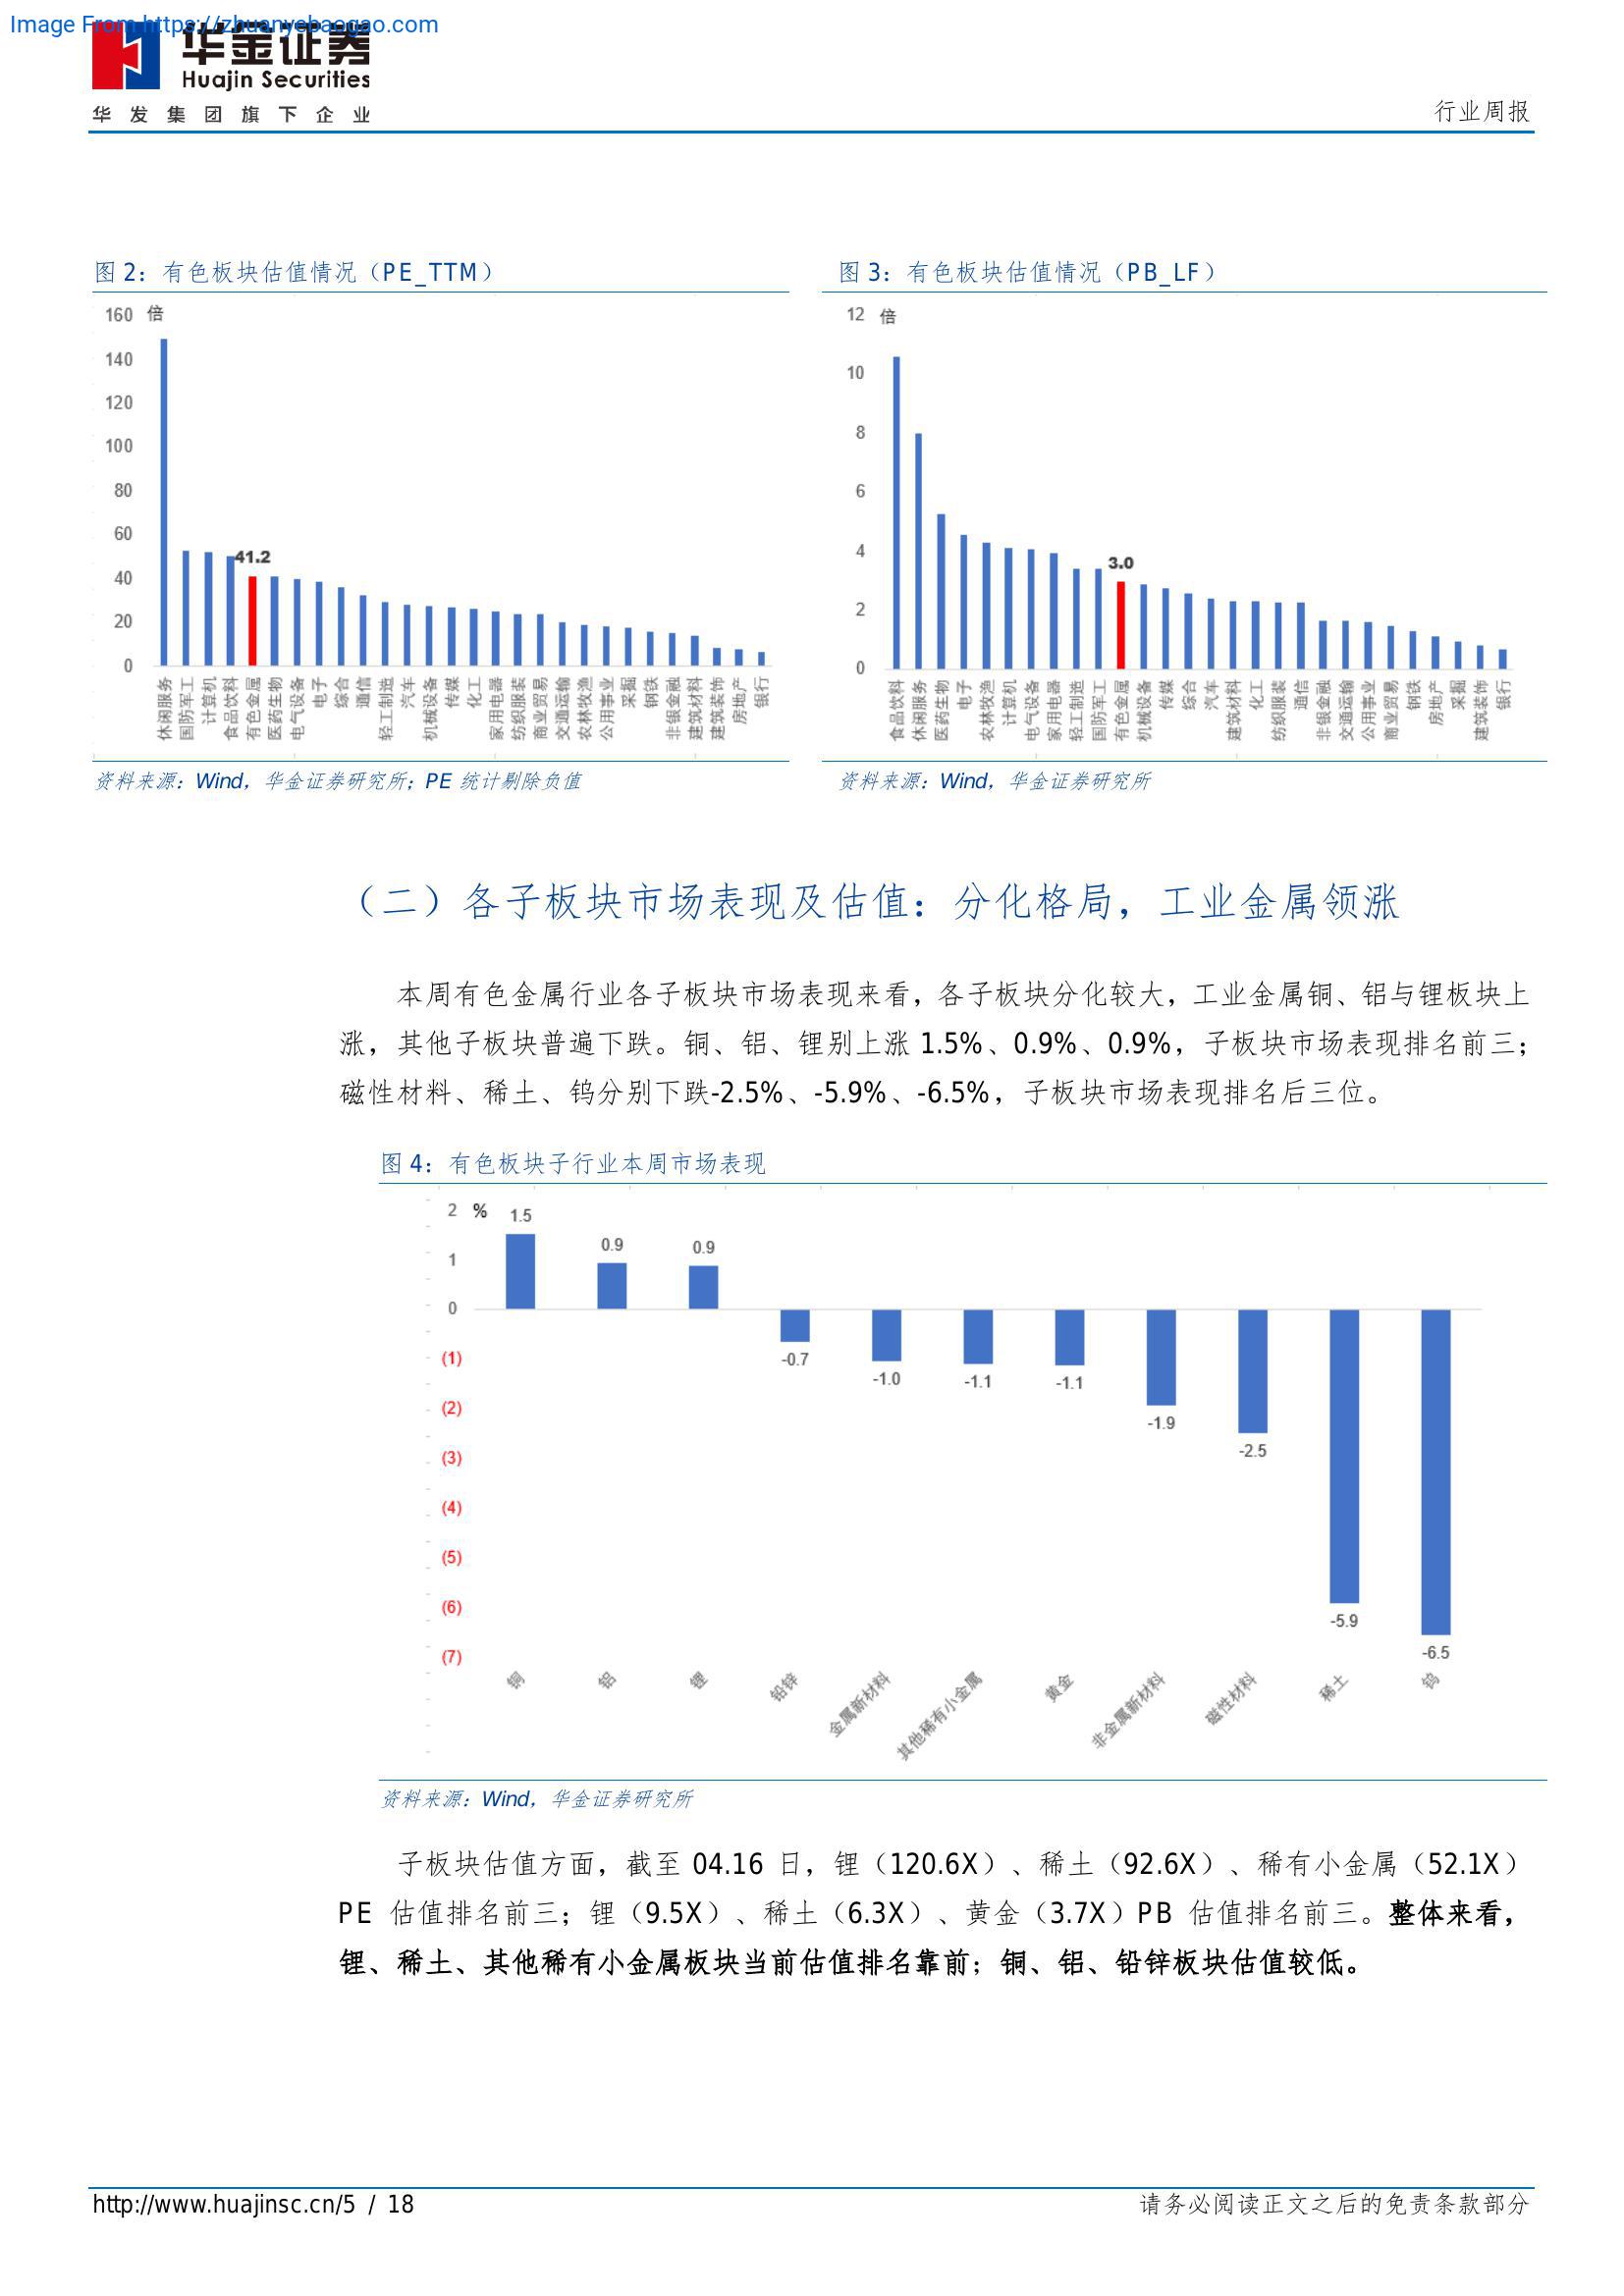 Image From https://zhuanyebaogao.com
华金证券
Huajin Securities
华发集团旗下企业
行业周报
图 2：有色板块估值情况（PE_TTM）
160 倍
140
120
100
80
60
40
20
0
41.2
休闲服务 国防军工 计算机 食品饮料 有色金属 医药生物 电气设备 电子 综合 通信 轻工制造 汽车 机械设备 传媒 化工 家用电器 纺织服装 商业贸易 交通运输 农林牧渔 公用事业 采掘 钢铁 非银金融 建筑材料 建筑装饰 房地产 银行
资料来源：Wind，华金证券研究所；PE 统计剔除负值
图 3：有色板块估值情况（PB_LF）
12 倍
10
8
6
4
2
0
3.0
食品饮料 休闲服务 医药生物 电子 农林牧渔 计算机 电气设备 家用电器 轻工制造 国防军工 有色金属 机械设备 传媒 综合 汽车 建筑材料 化工 纺织服装 通信 非银金融 交通运输 公用事业 商业贸易 钢铁 房地产 采掘 建筑装饰 银行
资料来源：Wind，华金证券研究所
（二）各子板块市场表现及估值：分化格局，工业金属领涨
本周有色金属行业各子板块市场表现来看，各子板块分化较大，工业金属铜、铝与锂板块上
涨，其他子板块普遍下跌。铜、铝、锂别上涨 1.5%、0.9%、0.9%，子板块市场表现排名前三；
磁性材料、稀土、钨分别下跌-2.5%、-5.9%、-6.5%，子板块市场表现排名后三位。
图 4：有色板块子行业本周市场表现
2 %
1
0
(1)
(2)
(3)
(4)
(5)
(6)
(7)
1.5 0.9 0.9 -0.7 -1.0 -1.1 -1.1 -1.9 -2.5 -5.9 -6.5
铜 铝 锂 铅锌 金属新材料 其他稀有小金属 黄金 非金属新材料 磁性材料 稀土 钨
资料来源：Wind，华金证券研究所
子板块估值方面，截至 04.16 日，锂（120.6X）、稀土（92.6X）、稀有小金属（52.1X）
PE 估值排名前三；锂（9.5X）、稀土（6.3X）、黄金（3.7X）PB 估值排名前三。整体来看，
锂、稀土、其他稀有小金属板块当前估值排名靠前；铜、铝、铅锌板块估值较低。
http://www.huajinsc.cn/5 / 18
请务必阅读正文之后的免责条款部分